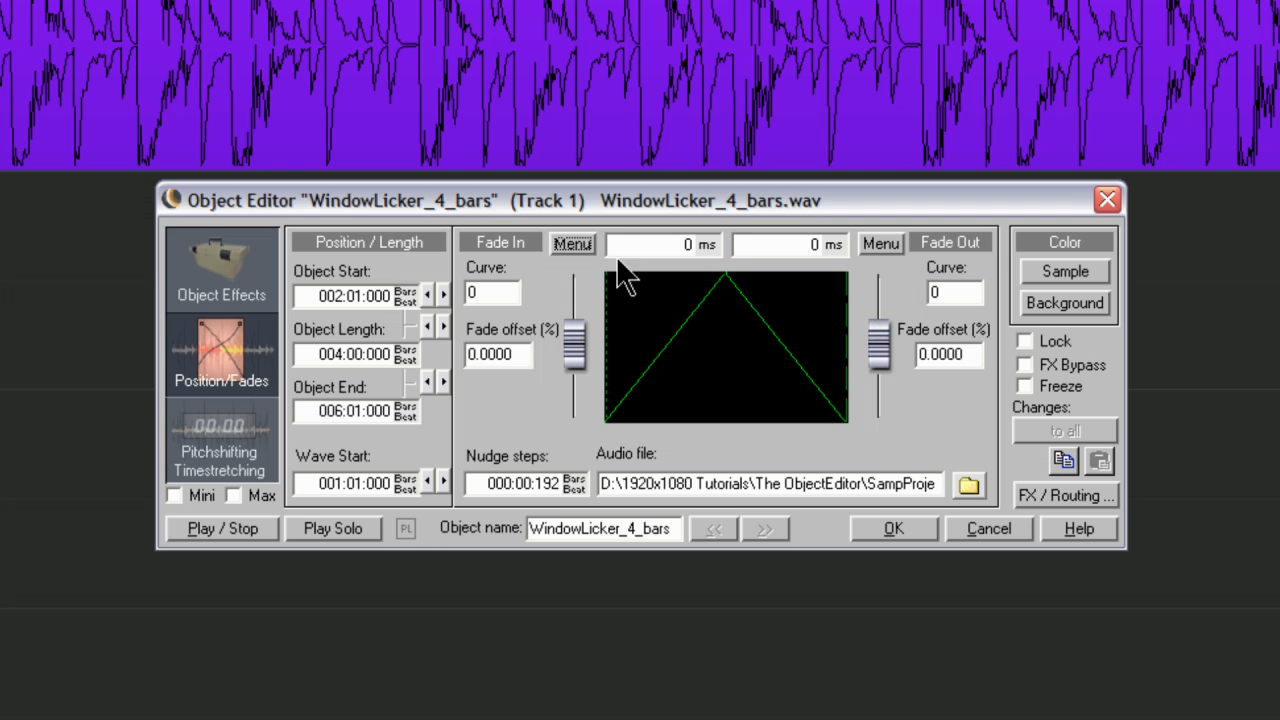 Object Editor "WindowLicker_4_bars" (Track 1) WindowLicker_4_bars.wav
Object Effects
Position/Fades
00:00
Pitchshifting
Timestretching
Mini Max
Position / Length
Object Start:
002:01:000 Bars Beat
Object Length:
004:00:000 Bars Beat
Object End:
006:01:000 Bars Beat
Wave Start:
001:01:000 Bars Beat
Fade In Menu 0 ms 0 ms Menu Fade Out
Curve:
0
Fade offset (%)
0.0000
Curve:
0
Fade offset (%)
0.0000
Nudge steps:
000:00:192 Bars Beat
Audio file:
D:\1920x1080 Tutorials\The ObjectEditor\SampProje
Color
Sample
Background
Lock
FX Bypass
Freeze
Changes:
to all
FX / Routing ...
Play / Stop Play Solo PL Object name: WindowLicker_4_bars << >> OK Cancel Help